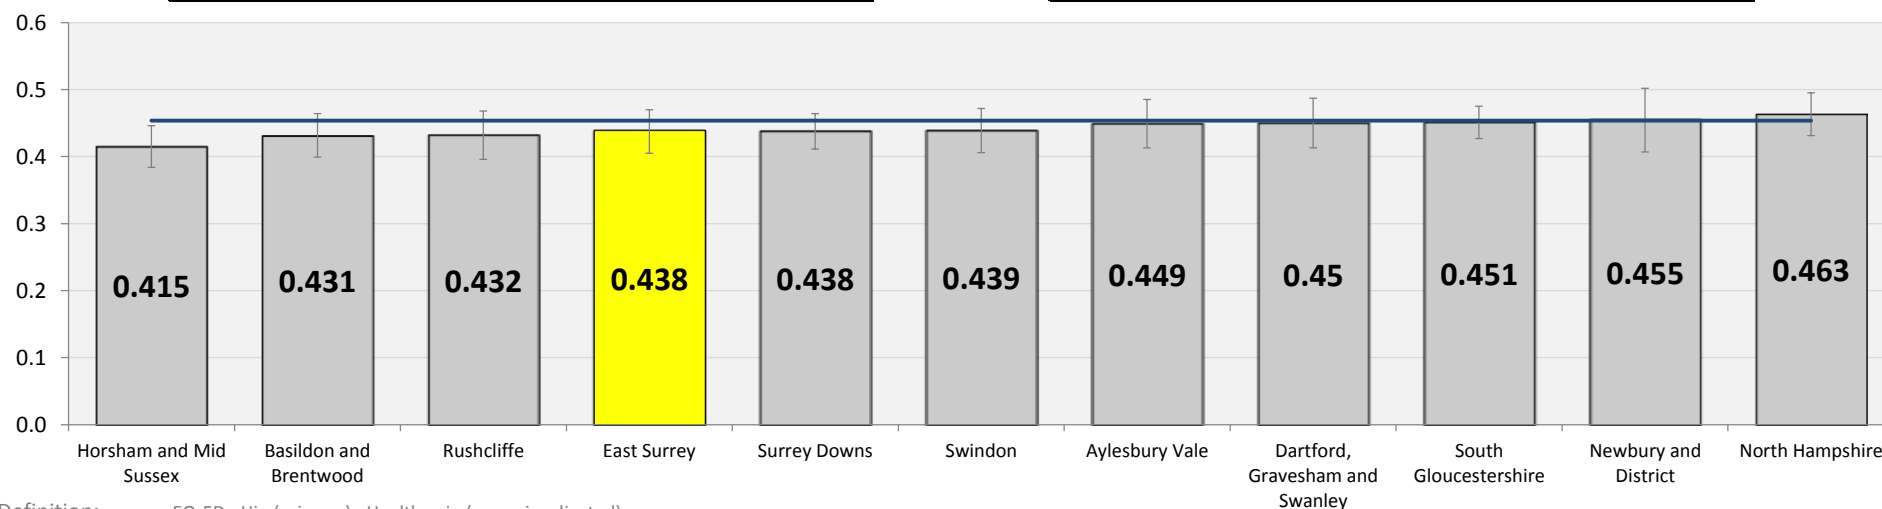 0.6
0.5
0.4
0.3
0.2
0.1
0.0
0.415
0.431
0.432
0.438
0.438
0.439
0.449
0.45
0.451
0.455
0.463
Horsham and Mid
Sussex
Basildon and
Brentwood
Rushcliffe
East Surrey
Surrey Downs
Swindon
Aylesbury Vale
Dartford,
Gravesham and
Swanley
South
Gloucestershire
Newbury and
District
North Hampshire
Definition: